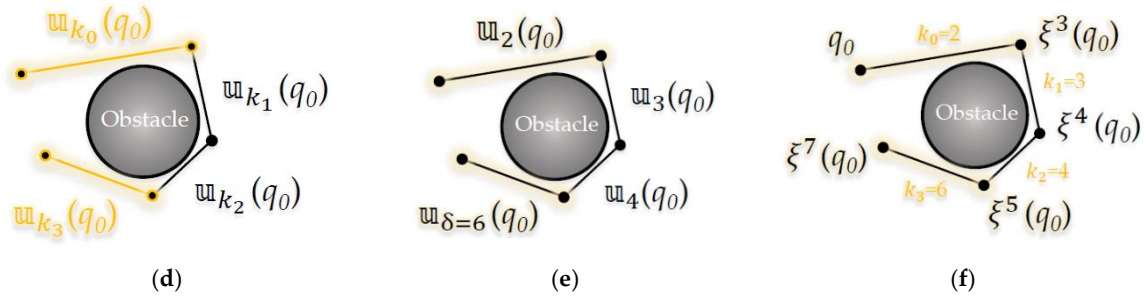 𝕦ₖ₀(q₀)
𝕦ₖ₁(q₀)
Obstacle
𝕦ₖ₂(q₀)
𝕦ₖ₃(q₀)
(d)
𝕦₂(q₀)
𝕦₃(q₀)
Obstacle
𝕦₄(q₀)
𝕦_δ=6(q₀)
(e)
q₀
k₀=2
ξ³(q₀)
k₁=3
Obstacle
ξ⁴(q₀)
ξ⁷(q₀)
k₂=4
k₃=6
ξ⁵(q₀)
(f)